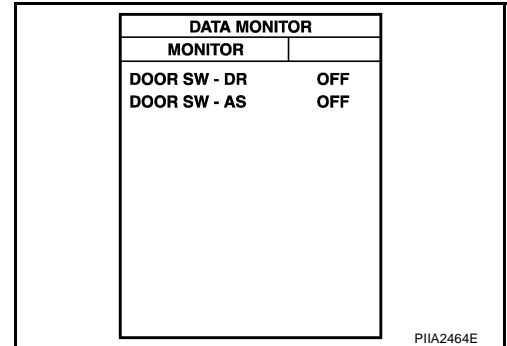 DATA MONITOR
MONITOR
DOOR SW - DR OFF
DOOR SW - AS OFF
PIIA2464E